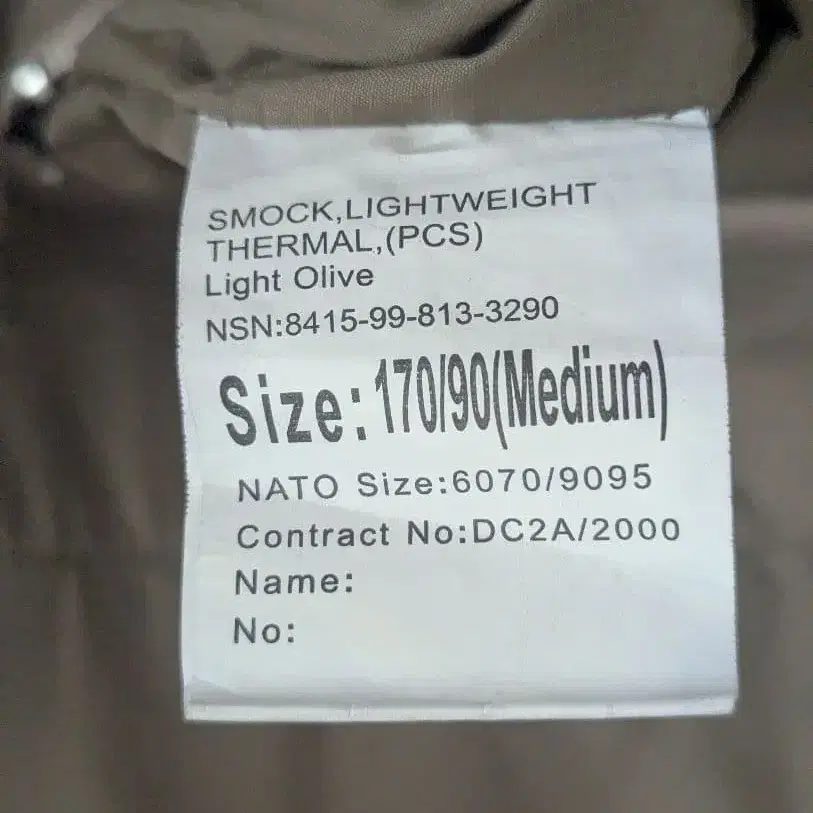 SMOCK,LIGHTWEIGHT
THERMAL,(PCS)
Light Olive
NSN:8415-99-813-3290
Size:170/90(Medium)
NATO Size:6070/9095
Contract No:DC2A/2000
Name:
No: